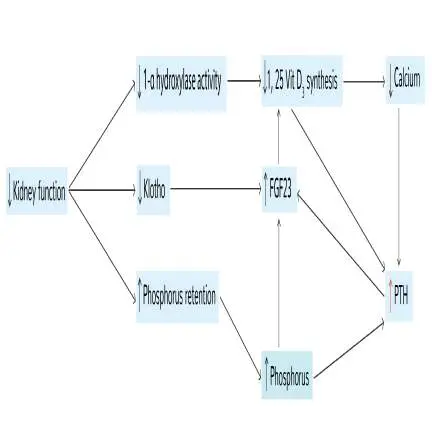 ↓ 1-α hydroxylase activity
↓1, 25 Vit D3 synthesis
↓ Calcium
↓ Kidney function
↓ Klotho
↑ FGF23
↑ Phosphorus retention
↑ PTH
↑ Phosphorus